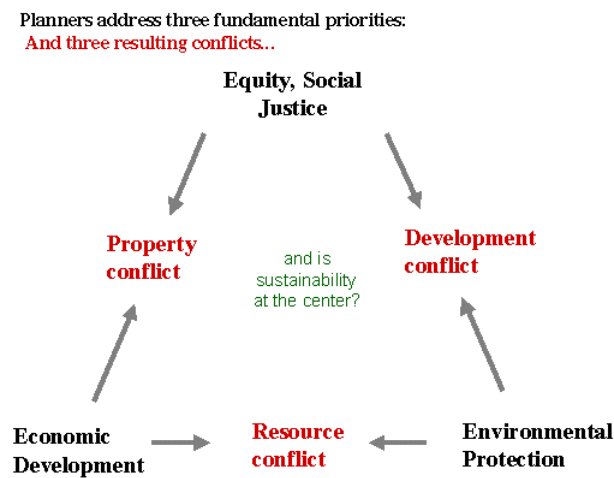 Planners address three fundamental priorities:
And three resulting conflicts...
Equity, Social
Justice
Property
conflict
Development
conflict
and is
sustainability
at the center?
Economic
Development
Resource
conflict
Environmental
Protection